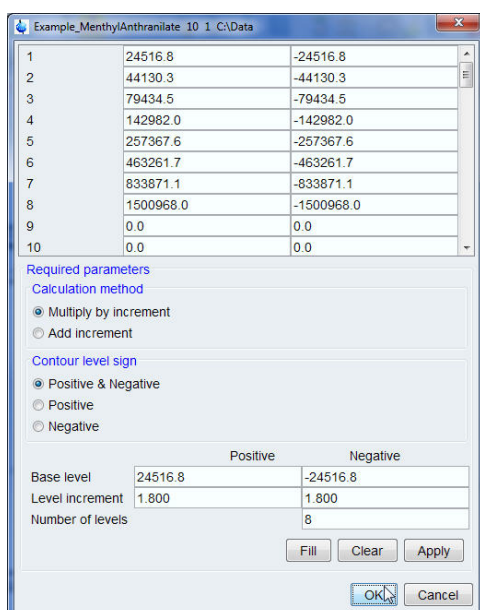 Example_MenthylAnthranilate 10 1 C:\Data
1 24516.8 -24516.8
2 44130.3 -44130.3
3 79434.5 -79434.5
4 142982.0 -142982.0
5 257367.6 -257367.6
6 463261.7 -463261.7
7 833871.1 -833871.1
8 1500968.0 -1500968.0
9 0.0 0.0
10 0.0 0.0
Required parameters
Calculation method
Multiply by increment
Add increment
Contour level sign
Positive & Negative
Positive
Negative
Positive Negative
Base level 24516.8 -24516.8
Level increment 1.800 1.800
Number of levels 8
Fill Clear Apply
OK Cancel